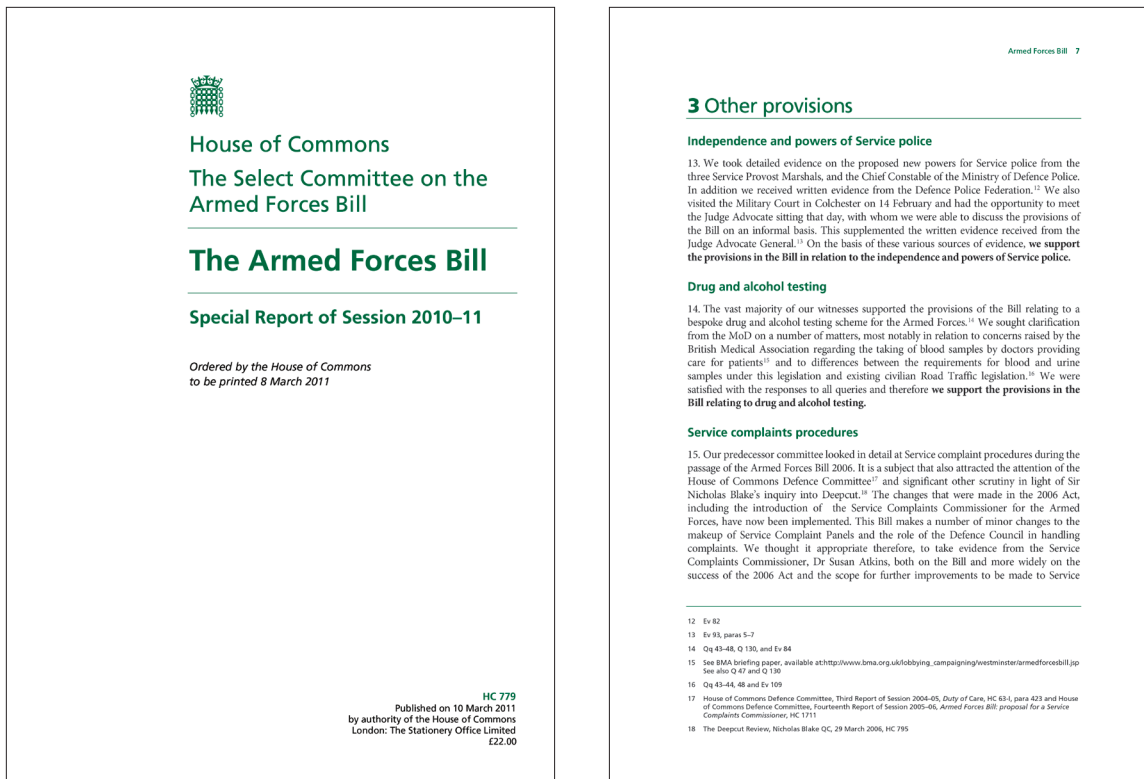 House of Commons
The Select Committee on the
Armed Forces Bill
The Armed Forces Bill
Special Report of Session 2010–11
Ordered by the House of Commons
to be printed 8 March 2011
HC 779
Published on 10 March 2011
by authority of the House of Commons
London: The Stationery Office Limited
£22.00
Armed Forces Bill 7
3 Other provisions
Independence and powers of Service police
13. We took detailed evidence on the proposed new powers for Service police from the
three Service Provost Marshals, and the Chief Constable of the Ministry of Defence Police.
In addition we received written evidence from the Defence Police Federation.12 We also
visited the Military Court in Colchester on 14 February and had the opportunity to meet
the Judge Advocate sitting that day, with whom we were able to discuss the provisions of
the Bill on an informal basis. This supplemented the written evidence received from the
Judge Advocate General.13 On the basis of these various sources of evidence, we support
the provisions in the Bill in relation to the independence and powers of Service police.
Drug and alcohol testing
14. The vast majority of our witnesses supported the provisions of the Bill relating to a
bespoke drug and alcohol testing scheme for the Armed Forces.14 We sought clarification
from the MoD on a number of matters, most notably in relation to concerns raised by the
British Medical Association regarding the taking of blood samples by doctors providing
care for patients15 and to differences between the requirements for blood and urine
samples under this legislation and existing civilian Road Traffic legislation.16 We were
satisfied with the responses to all queries and therefore we support the provisions in the
Bill relating to drug and alcohol testing.
Service complaints procedures
15. Our predecessor committee looked in detail at Service complaint procedures during the
passage of the Armed Forces Bill 2006. It is a subject that also attracted the attention of the
House of Commons Defence Committee17 and significant other scrutiny in light of Sir
Nicholas Blake's inquiry into Deepcut.18 The changes that were made in the 2006 Act,
including the introduction of the Service Complaints Commissioner for the Armed
Forces, have now been implemented. This Bill makes a number of minor changes to the
makeup of Service Complaint Panels and the role of the Defence Council in handling
complaints. We thought it appropriate therefore, to take evidence from the Service
Complaints Commissioner, Dr Susan Atkins, both on the Bill and more widely on the
success of the 2006 Act and the scope for further improvements to be made to Service
12 Ev 82
13 Ev 93, paras 5–7
14 Qq 43–48, Q 130, and Ev 84
15 See BMA briefing paper, available at:http://www.bma.org.uk/lobbying_campaigning/westminster/armedforcesbill.jsp
See also Q 47 and Q 130
16 Qq 43–44, 48 and Ev 109
17 House of Commons Defence Committee, Third Report of Session 2004–05, Duty of Care, HC 63-I, para 423 and House
of Commons Defence Committee, Fourteenth Report of Session 2005–06, Armed Forces Bill: proposal for a Service
Complaints Commissioner, HC 1711
18 The Deepcut Review, Nicholas Blake QC, 29 March 2006, HC 795